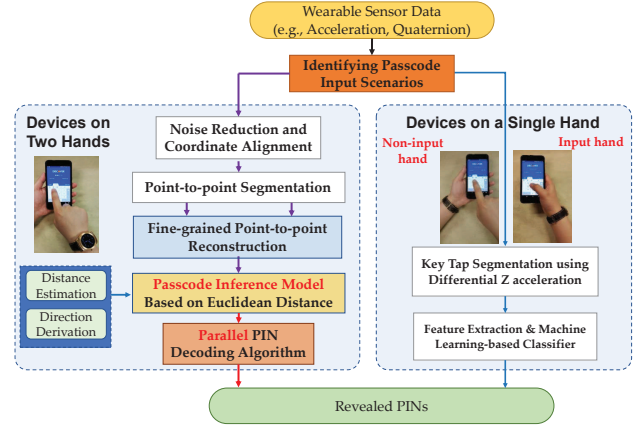 Wearable Sensor Data
(e.g., Acceleration, Quaternion)
Identifying Passcode
Input Scenarios
Devices on
Two Hands
Noise Reduction and
Coordinate Alignment
Point-to-point Segmentation
Fine-grained Point-to-point
Reconstruction
Distance
Estimation
Direction
Derivation
Passcode Inference Model
Based on Euclidean Distance
Parallel PIN
Decoding Algorithm
Devices on a Single Hand
Non-input
hand
Input hand
Key Tap Segmentation using
Differential Z acceleration
Feature Extraction & Machine
Learning-based Classifier
Revealed PINs